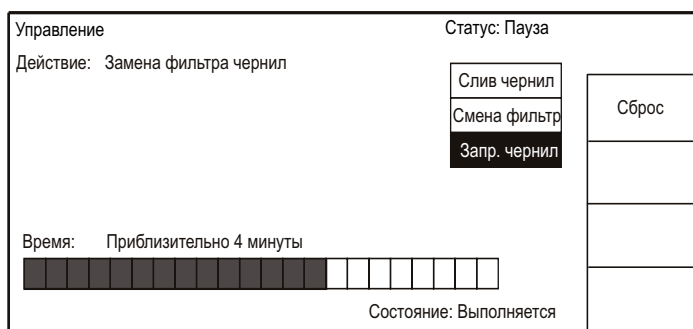 Управление
Статус: Пауза
Действие: Замена фильтра чернил
Слив чернил
Смена фильтр
Запр. чернил
Сброс
Время: Приблизительно 4 минуты
Состояние: Выполняется